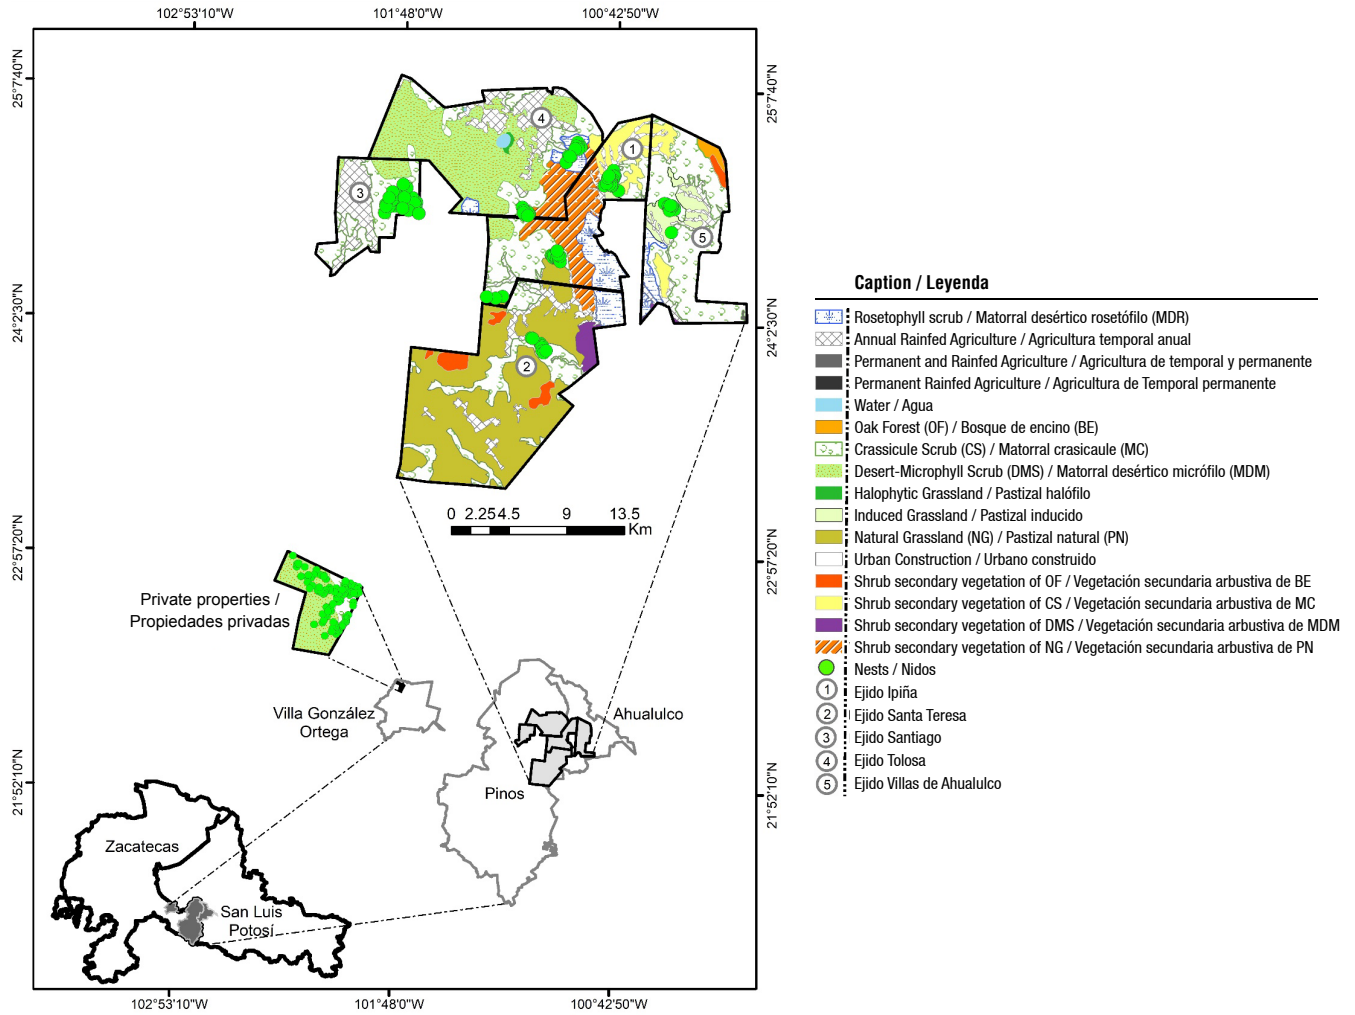 102°53'10"W
101°48'0"W
100°42'50"W
25°7'40"N
25°7'40"N
4
1
3
5
24°2'30"N
24°2'30"N
2
0 2.25 4.5 9 13.5
Km
22°57'20"N
22°57'20"N
Private properties /
Propiedades privadas
Villa González
Ortega
Ahualulco
Pinos
21°52'10"N
21°52'10"N
Zacatecas
San Luis
Potosí
102°53'10"W
101°48'0"W
100°42'50"W
Caption / Leyenda
Rosetophyll scrub / Matorral desértico rosetófilo (MDR)
Annual Rainfed Agriculture / Agricultura temporal anual
Permanent and Rainfed Agriculture / Agricultura de temporal y permanente
Permanent Rainfed Agriculture / Agricultura de Temporal permanente
Water / Agua
Oak Forest (OF) / Bosque de encino (BE)
Crassicule Scrub (CS) / Matorral crasicaule (MC)
Desert-Microphyll Scrub (DMS) / Matorral desértico micrófilo (MDM)
Halophytic Grassland / Pastizal halófilo
Induced Grassland / Pastizal inducido
Natural Grassland (NG) / Pastizal natural (PN)
Urban Construction / Urbano construido
Shrub secondary vegetation of OF / Vegetación secundaria arbustiva de BE
Shrub secondary vegetation of CS / Vegetación secundaria arbustiva de MC
Shrub secondary vegetation of DMS / Vegetación secundaria arbustiva de MDM
Shrub secondary vegetation of NG / Vegetación secundaria arbustiva de PN
Nests / Nidos
1 Ejido Ipiña
2 Ejido Santa Teresa
3 Ejido Santiago
4 Ejido Tolosa
5 Ejido Villas de Ahualulco